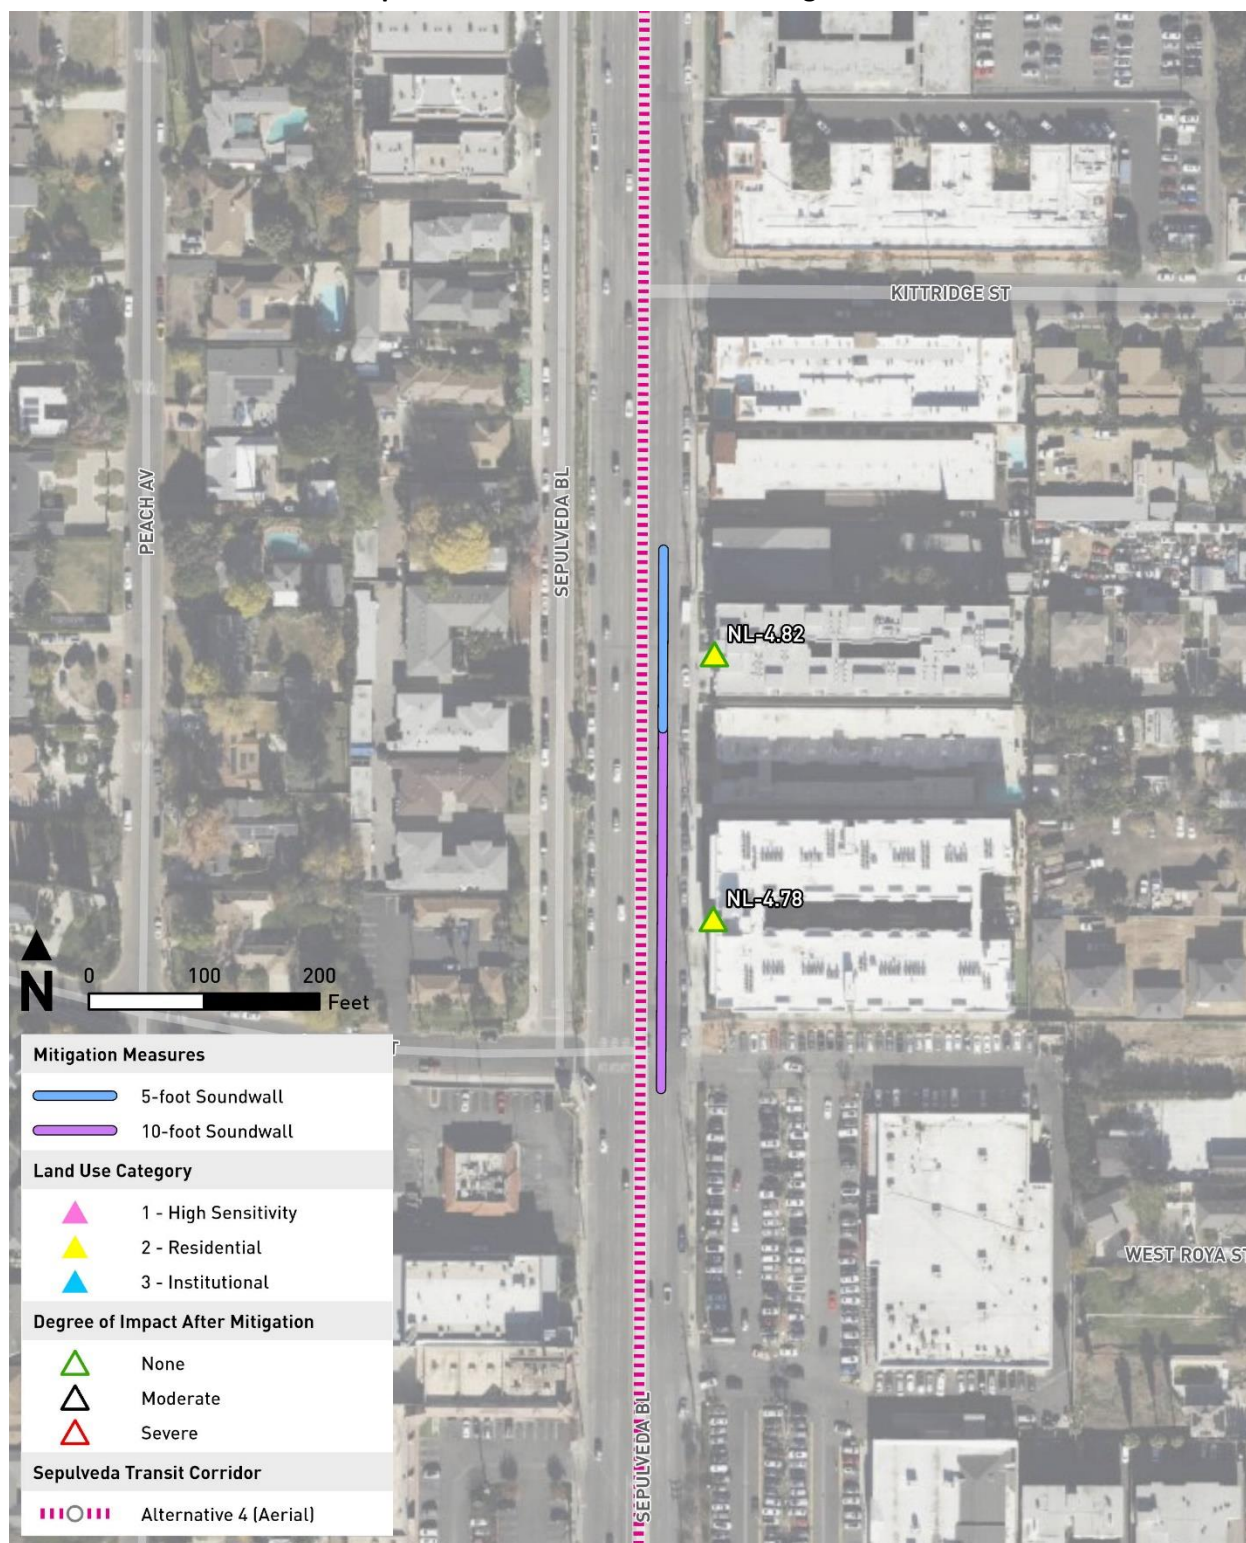 KITTRIDGE ST
PEACH AV
SEPULVEDA BL
NL-4.82
NL-4.78
N
0 100 200
Feet
T
WEST ROYA ST
SEPULVEDA BL
Mitigation Measures
5-foot Soundwall
10-foot Soundwall
Land Use Category
1 - High Sensitivity
2 - Residential
3 - Institutional
Degree of Impact After Mitigation
None
Moderate
Severe
Sepulveda Transit Corridor
Alternative 4 (Aerial)